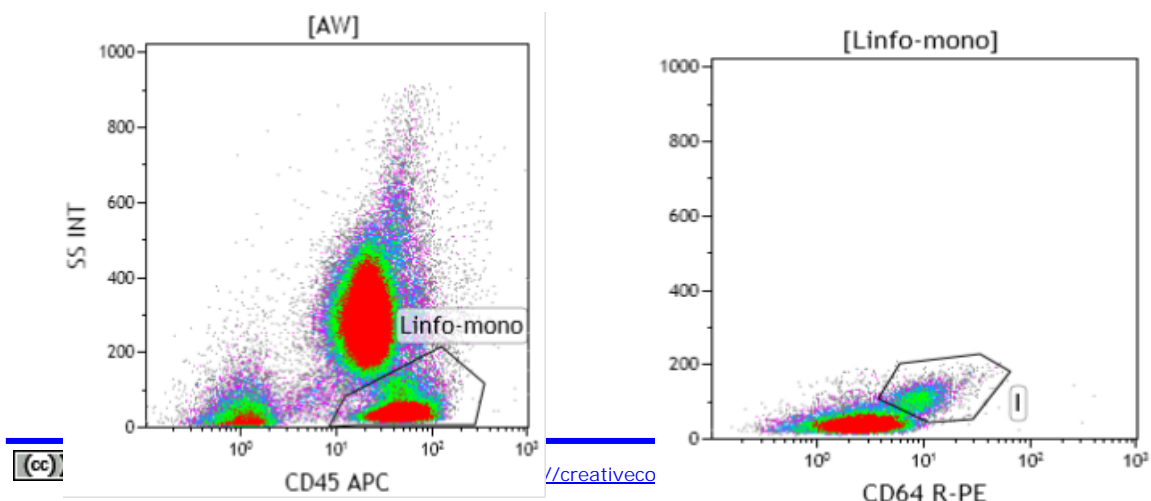 [AW]
1000
800
600
400
200
0
SS INT
Linfo-mono
10⁰ 10¹ 10² 10³
CD45 APC
[Linfo-mono]
1000
800
600
400
200
0
I
10⁰ 10¹ 10² 10³
CD64 R-PE
(cc)
//creativeco